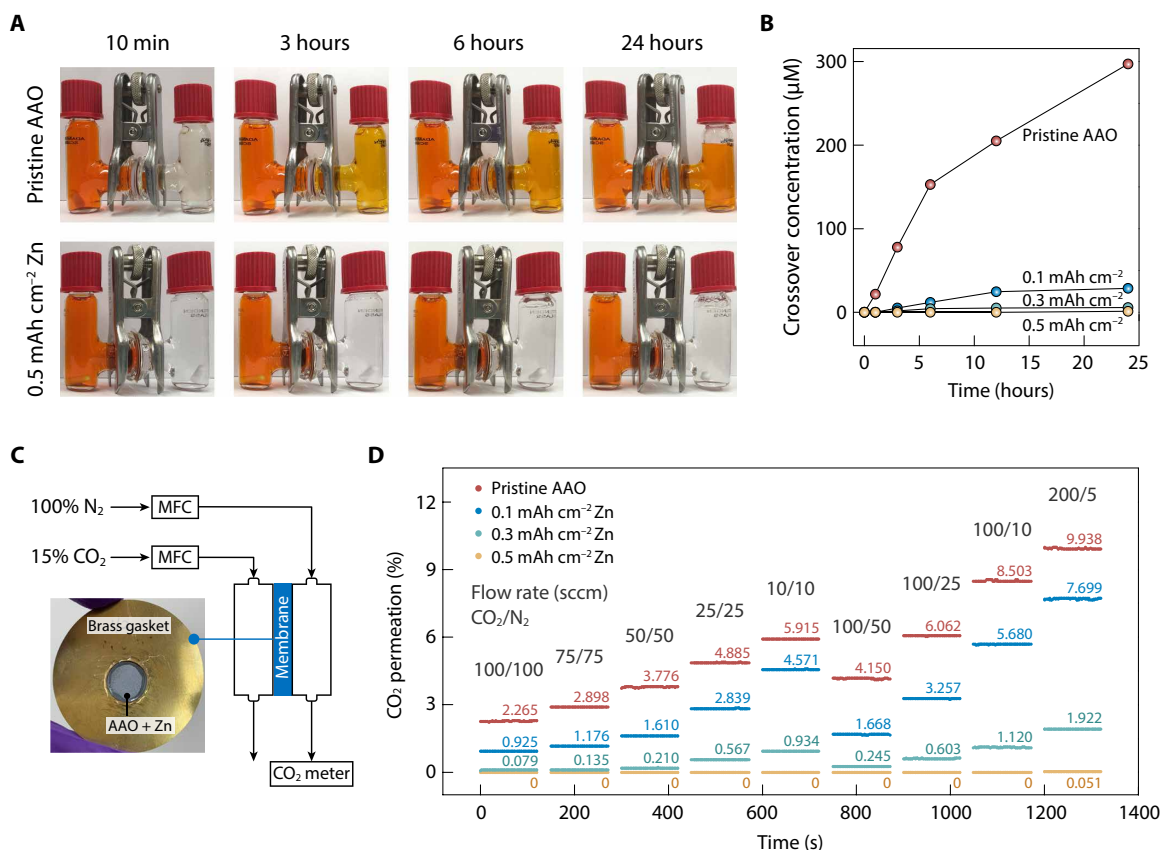 A
10 min
3 hours
6 hours
24 hours
Pristine AAO
0.5 mAh cm⁻² Zn
B
Crossover concentration (µM)
300
200
100
0
Pristine AAO
0.1 mAh cm⁻²
0.3 mAh cm⁻²
0.5 mAh cm⁻²
0 5 10 15 20 25
Time (hours)
C
100% N₂
MFC
15% CO₂
MFC
Brass gasket
Membrane
AAO + Zn
CO₂ meter
D
CO₂ permeation (%)
12
9
6
3
0
Pristine AAO
0.1 mAh cm⁻² Zn
0.3 mAh cm⁻² Zn
0.5 mAh cm⁻² Zn
Flow rate (sccm)
CO₂/N₂
100/100
2.265
0.925
0.079
0
75/75
2.898
1.176
0.135
0
50/50
3.776
1.610
0.210
0
25/25
4.885
2.839
0.567
0
10/10
5.915
4.571
0.934
0
100/50
4.150
1.668
0.245
0
100/25
6.062
3.257
0.603
0
100/10
8.503
5.680
1.120
0
200/5
9.938
7.699
1.922
0.051
0 200 400 600 800 1000 1200 1400
Time (s)